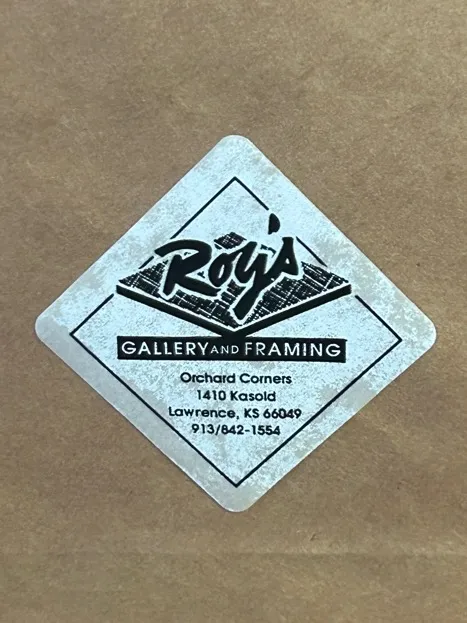 Roy's
GALLERY AND FRAMING
Orchard Corners
1410 Kasold
Lawrence, KS 66049
913/842-1554